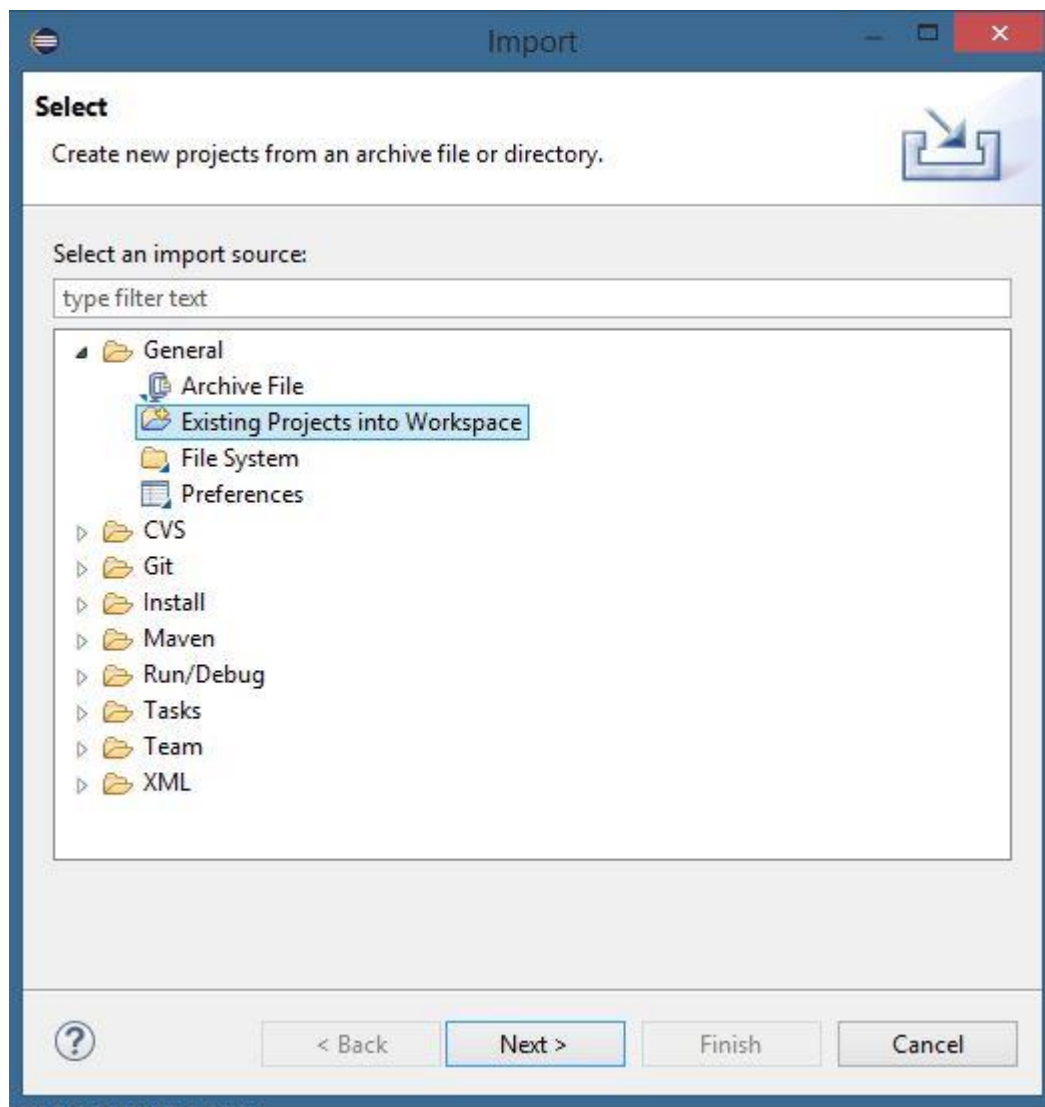 Import
Select
Create new projects from an archive file or directory.
Select an import source:
type filter text
General
Archive File
Existing Projects into Workspace
File System
Preferences
CVS
Git
Install
Maven
Run/Debug
Tasks
Team
XML
?
< Back Next > Finish Cancel